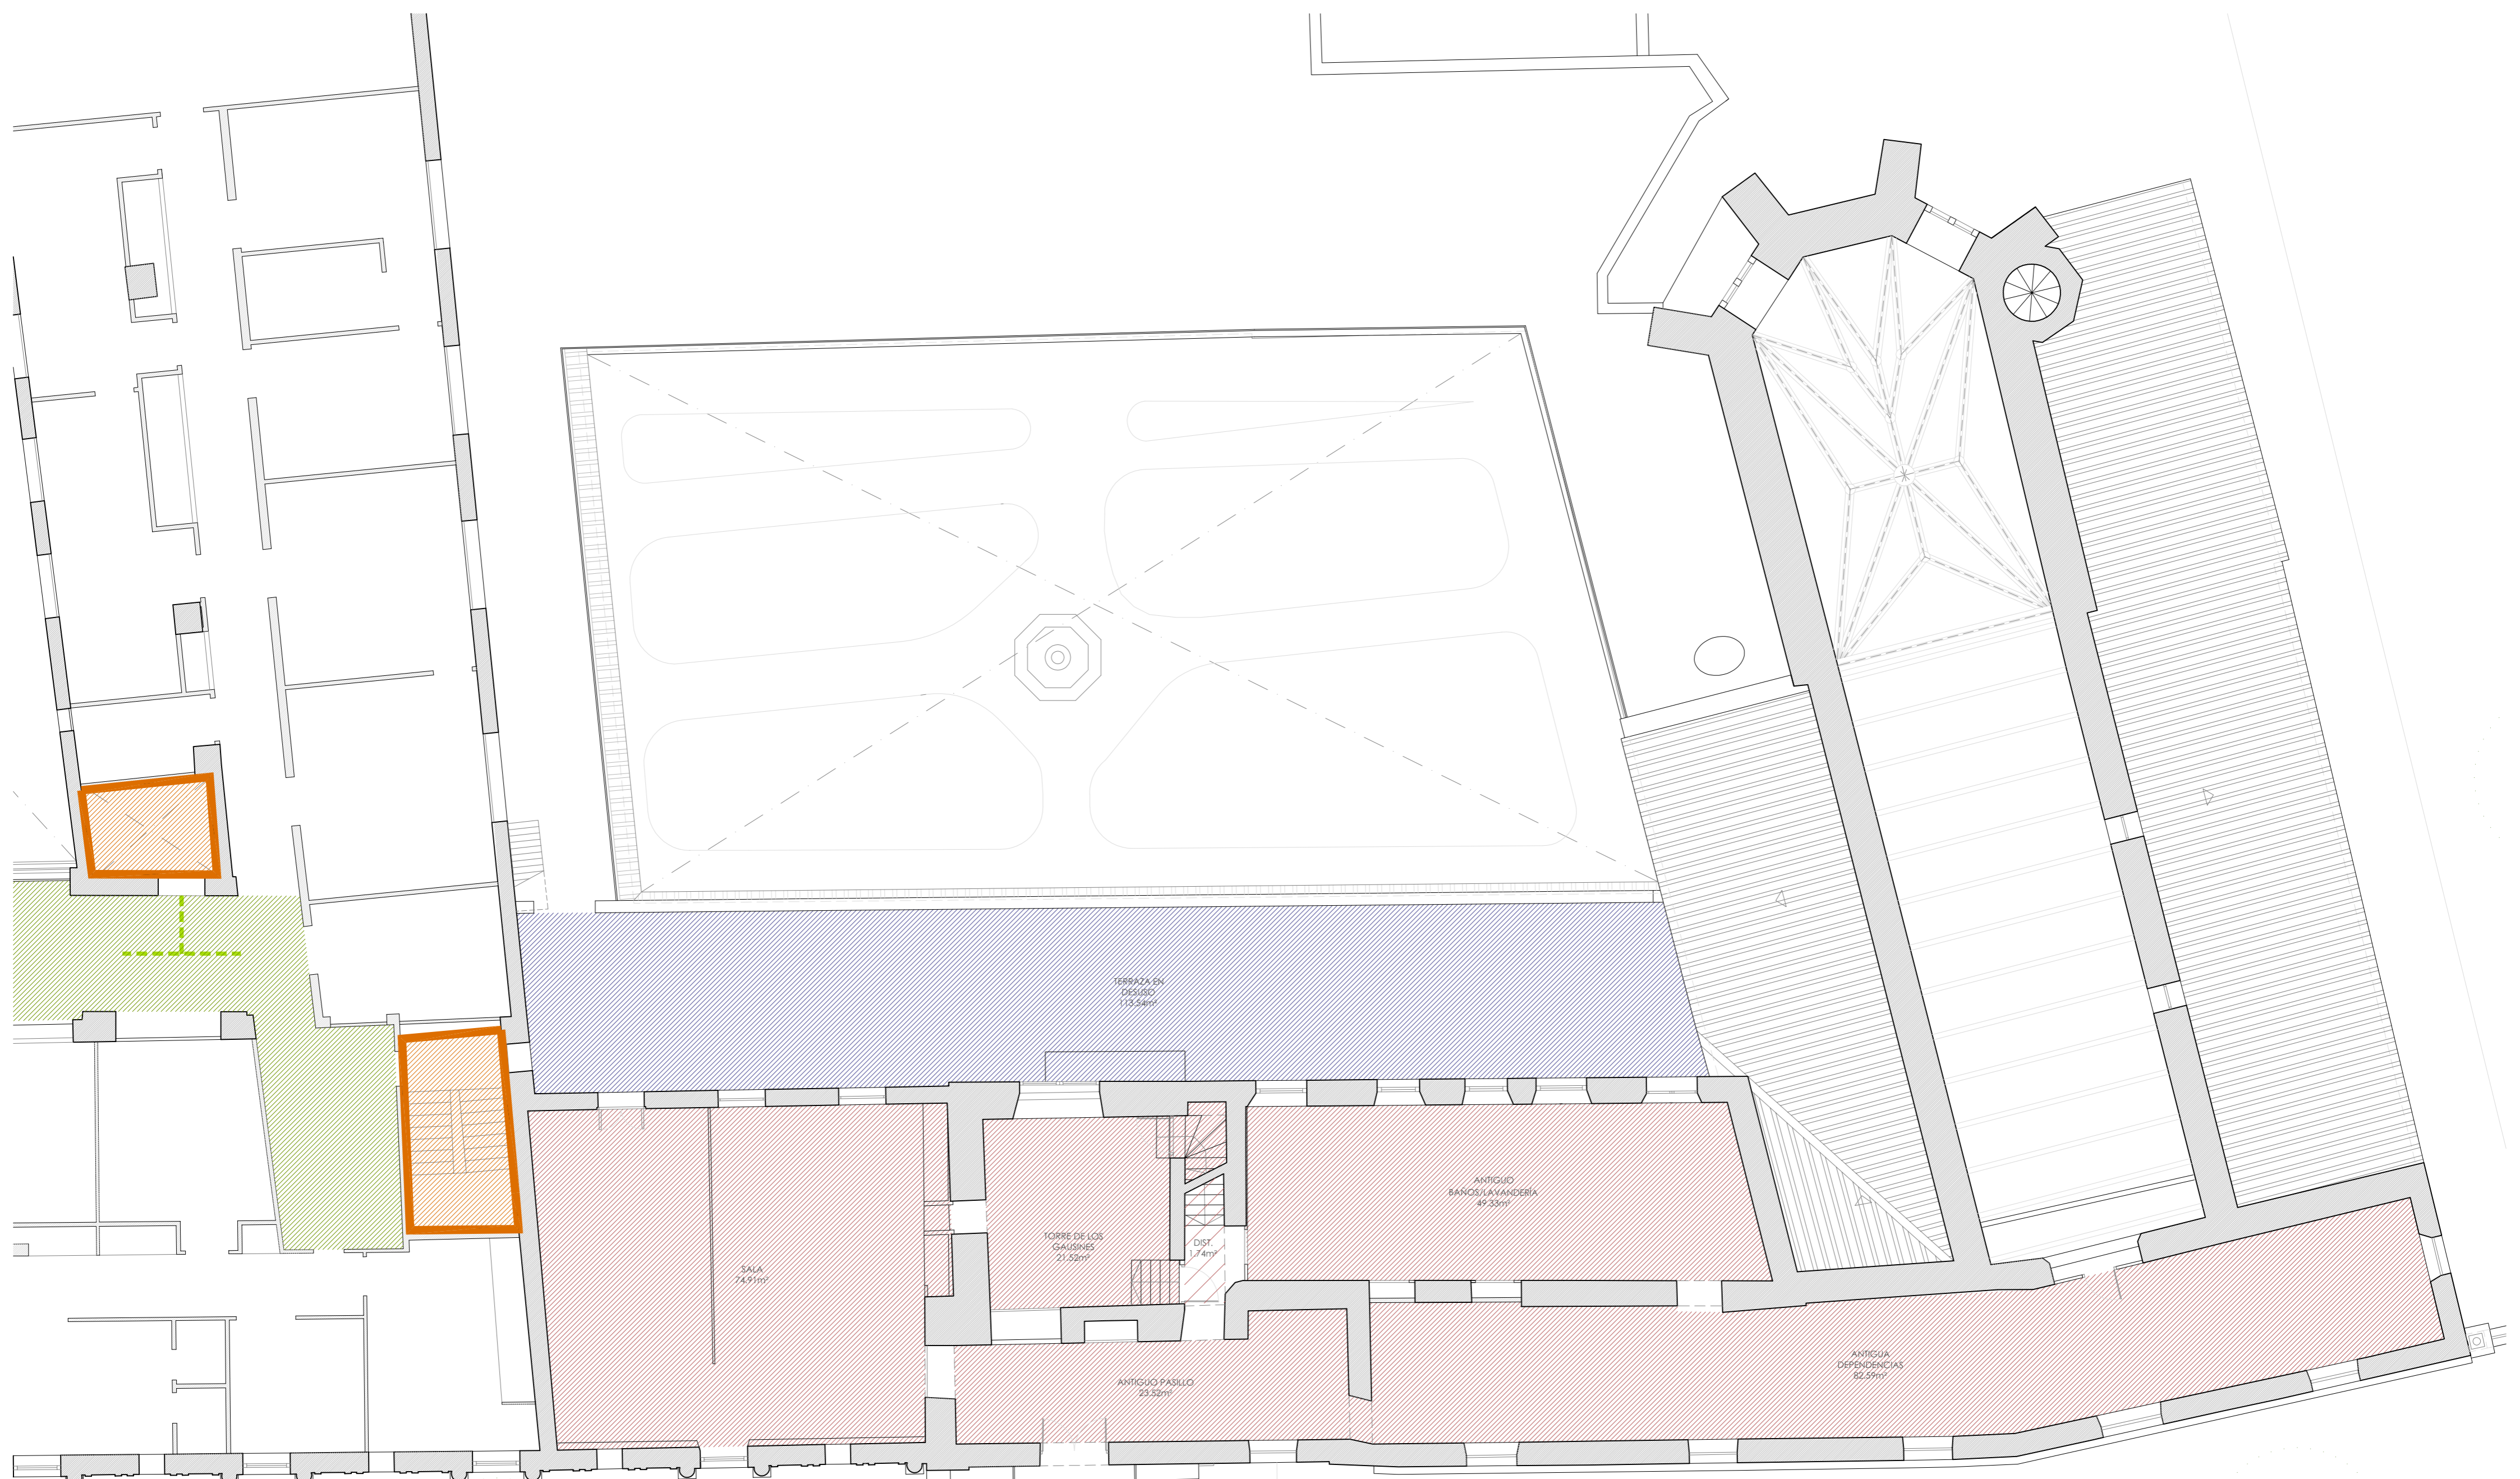 TERRAZA EN
DESUSO
113.54m²
ANTIGUO
BAÑOS/LAVANDERÍA
49.33m²
TORRE DE LOS
GAUSINES
21.52m²
DIST.
1.74m²
SALA
74.91m²
ANTIGUA
DEPENDENCIAS
82.59m²
ANTIGUO PASILLO
23.52m²